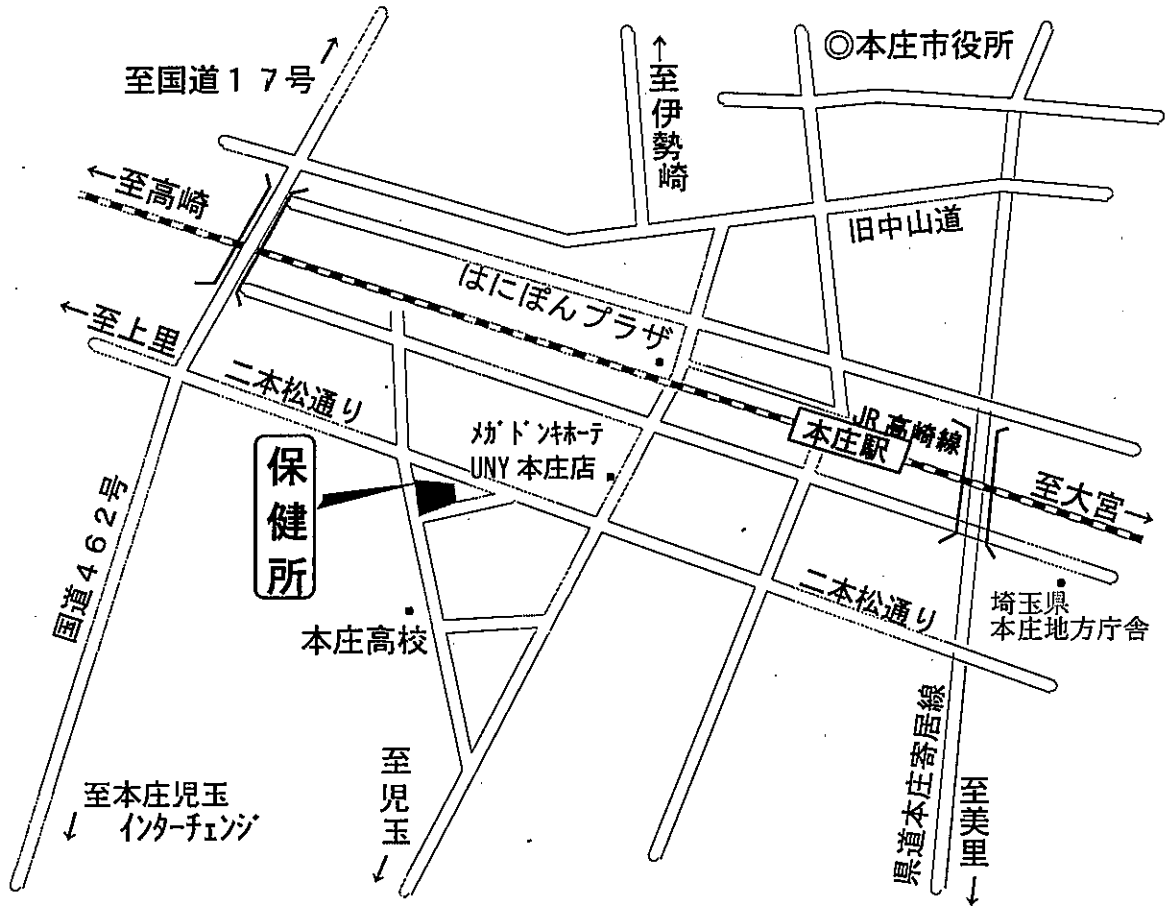 ◎本庄市役所
至国道17号
↑至伊勢崎
←至高崎
旧中山道
はにぽんプラザ
←至上里
二本松通り
JR高崎線
本庄駅
メガドンキホーテ
UNY本庄店
保健所
至大宮→
国道462号
二本松通り
埼玉県
本庄地方庁舎
本庄高校
県道本庄寄居線
至本庄児玉
インターチェンジ
至児玉
至美里